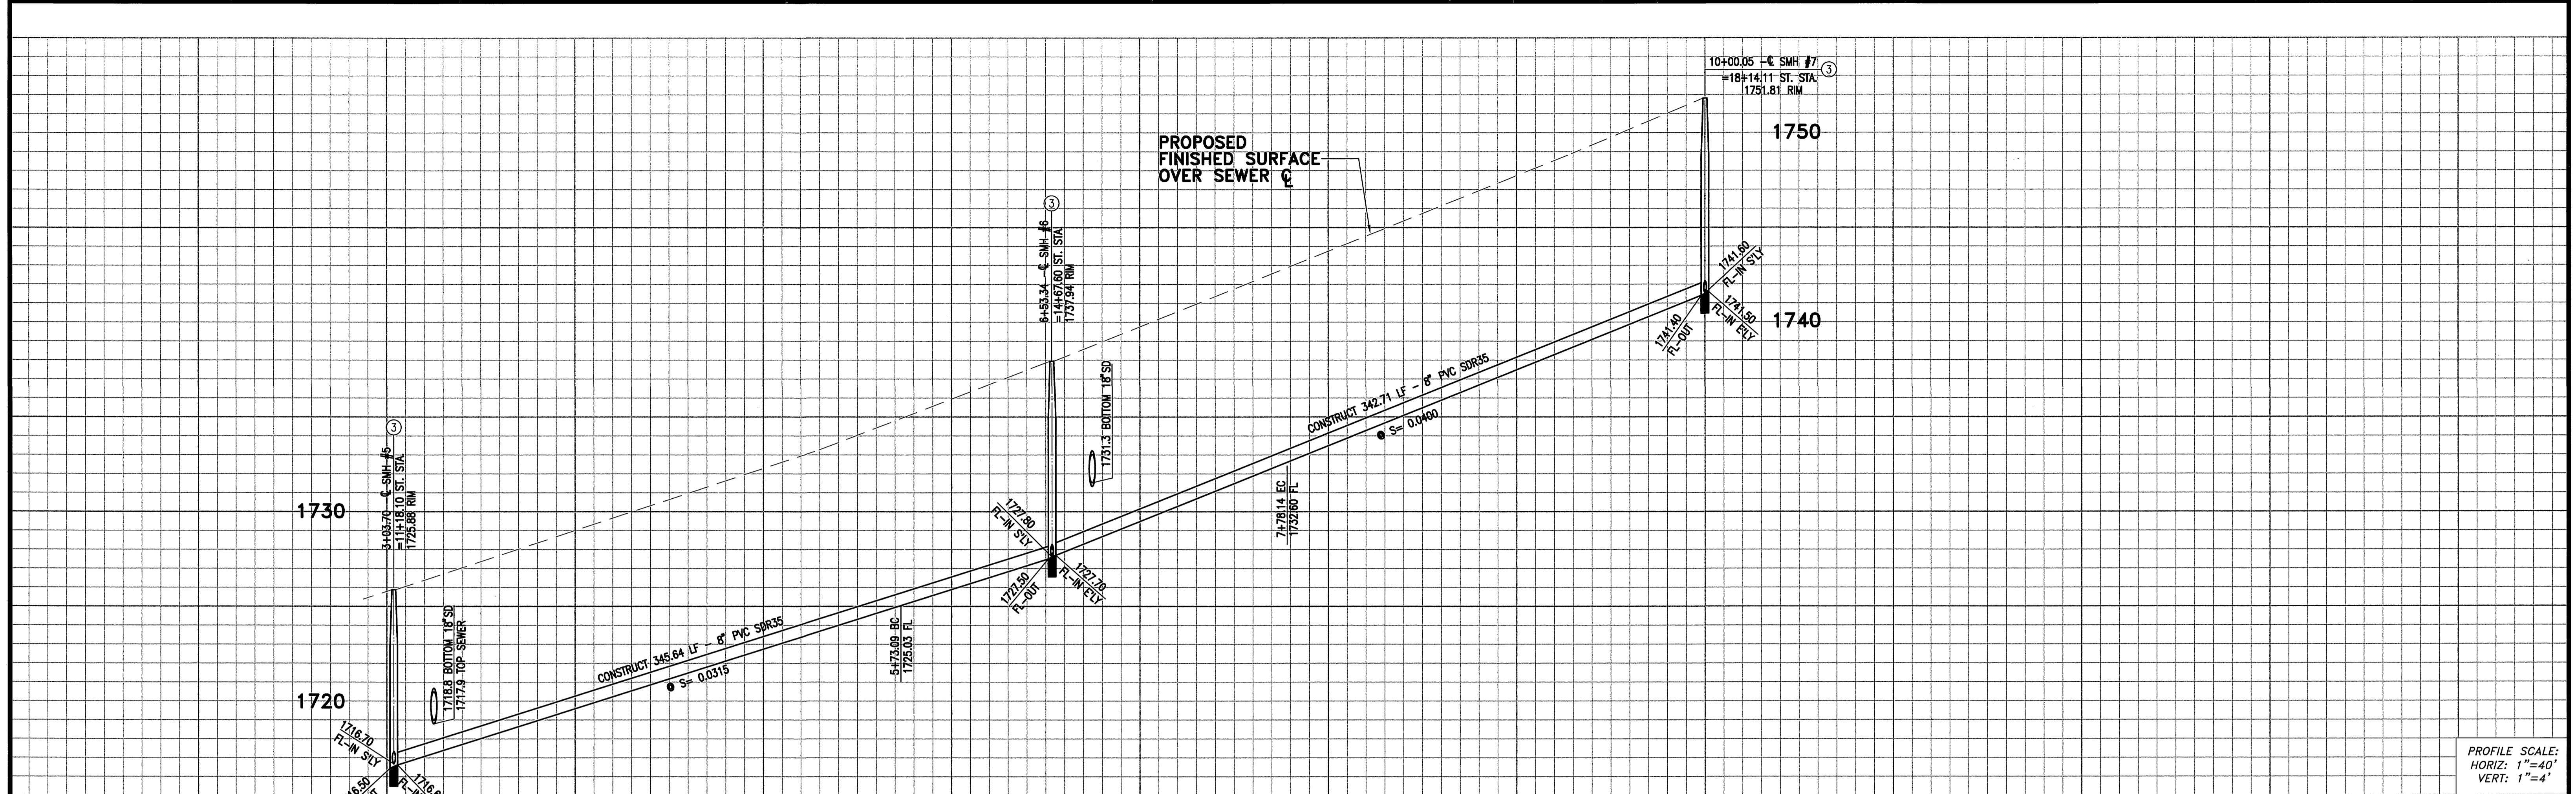 10+00.05 -℄ SMH #7
=18+14.11 ST. STA.
1751.81 RIM
3
1750
PROPOSED
FINISHED SURFACE
OVER SEWER ℄
3
6+53.34 -℄ SMH #6
=14+67.60 ST. STA.
1737.94 RIM
1741.60
FL-IN S'LY
1741.50
FL-IN E'LY
1741.40
FL-OUT
1740
1731.3 BOTTOM 18"SD
CONSTRUCT 342.71 LF - 8" PVC SDR35
@ S= 0.0400
3
3+03.70 ℄ SMH #5
=11+18.10 ST. STA.
1725.88 RIM
1730
1727.80
FL-IN S'LY
1727.50
FL-OUT
1727.70
FL-IN E'LY
7+78.14 EC
1732.60 FL
1718.8 BOTTOM 18"SD
1717.9 TOP SEWER
CONSTRUCT 345.64 LF - 8" PVC SDR35
@ S= 0.0315
5+73.09 BC
1725.03 FL
1720
1716.70
FL-IN S'LY
PROFILE SCALE:
HORIZ: 1"=40'
VERT: 1"=4'